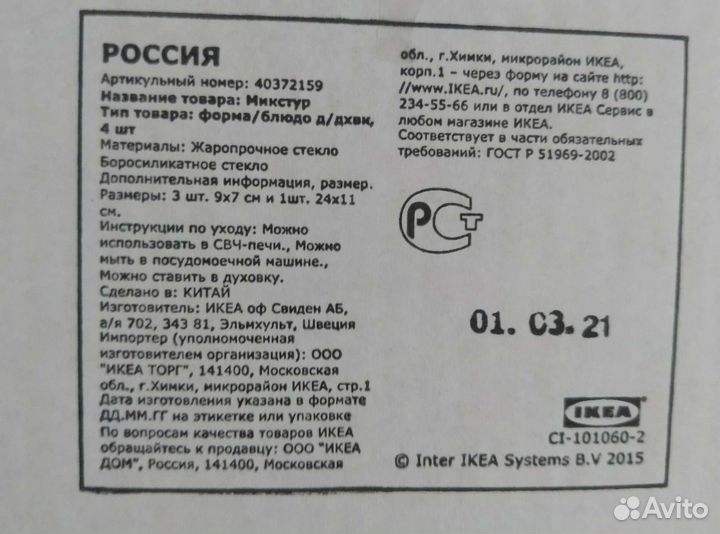 РОССИЯ
Артикульный номер: 40372159
Название товара: Микстур
Тип товара: форма/блюдо д/дхвк,
4 шт
Материалы: Жаропрочное стекло
Боросиликатное стекло
Дополнительная информация, размер.
Размеры: 3 шт. 9x7 см и 1шт. 24x11
см.
Инструкции по уходу: Можно
использовать в СВЧ-печи., Можно
мыть в посудомоечной машине.,
Можно ставить в духовку.
Сделано в: КИТАЙ
Изготовитель: ИКЕА оф Свиден АБ,
а/я 702, 343 81, Эльмхульт, Швеция
Импортер (уполномоченная
изготовителем организация): ООО
"ИКЕА ТОРГ", 141400, Московская
обл., г.Химки, микрорайон ИКЕА, стр.1
Дата изготовления указана в формате
ДД.ММ.ГГ на этикетке или упаковке
По вопросам качества товаров ИКЕА
обращайтесь к продавцу: ООО "ИКЕА
ДОМ", Россия, 141400, Московская
обл., г.Химки, микрорайон ИКЕА,
корп.1 – через форму на сайте http:
//www.IKEA.ru/, по телефону 8 (800)
234-55-66 или в отдел ИКЕА Сервис в
любом магазине ИКЕА.
Соответствует в части обязательных
требований: ГОСТ Р 51969-2002
РСТ
01. 03. 21
IKEA
CI-101060-2
© Inter IKEA Systems B.V 2015
Avito